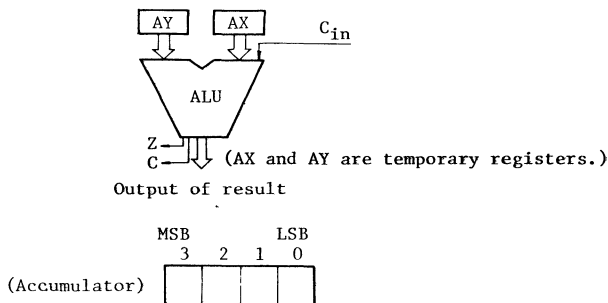 AY AX C_in
ALU
Z
C (AX and AY are temporary registers.)
Output of result
MSB LSB
3 2 1 0
(Accumulator)